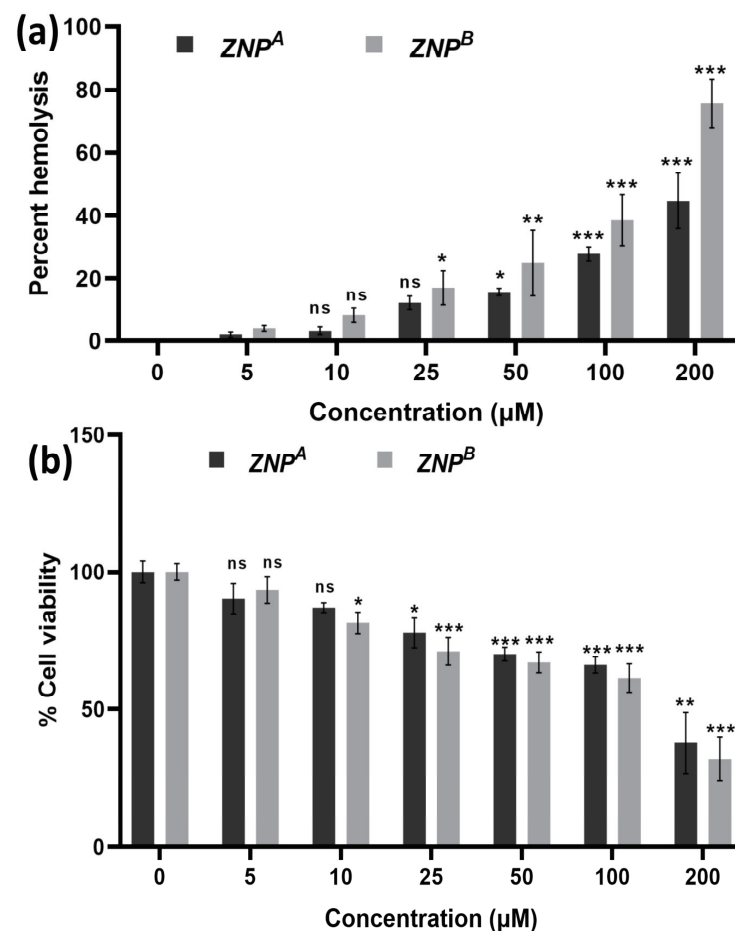 (a)
ZNP^A ZNP^B
Percent hemolysis
100
80
60
40
20
0
ns ns ns * * ** *** *** *** ***
0 5 10 25 50 100 200
Concentration (µM)
(b)
ZNP^A ZNP^B
% Cell viability
150
100
50
0
ns ns ns * * *** *** *** *** *** ** ***
0 5 10 25 50 100 200
Concentration (µM)